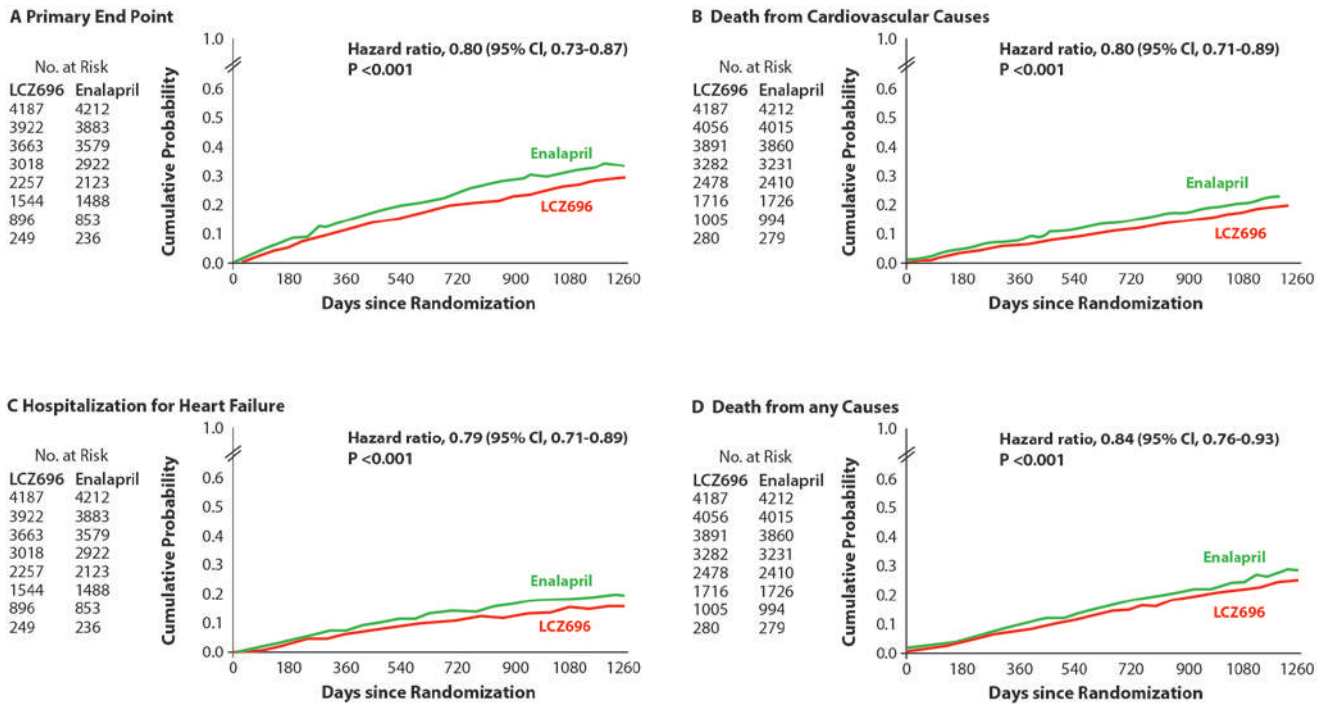 A Primary End Point
No. at Risk
LCZ696 Enalapril
4187 4212
3922 3883
3663 3579
3018 2922
2257 2123
1544 1488
896 853
249 236
Cumulative Probability
1.0
0.6
0.5
0.4
0.3
0.2
0.1
0.0
Hazard ratio, 0.80 (95% Cl, 0.73-0.87)
P <0.001
Enalapril
LCZ696
0 180 360 540 720 900 1080 1260
Days since Randomization
B Death from Cardiovascular Causes
No. at Risk
LCZ696 Enalapril
4187 4212
4056 4015
3891 3860
3282 3231
2478 2410
1716 1726
1005 994
280 279
Cumulative Probability
1.0
0.6
0.5
0.4
0.3
0.2
0.1
0.0
Hazard ratio, 0.80 (95% Cl, 0.71-0.89)
P <0.001
Enalapril
LCZ696
0 180 360 540 720 900 1080 1260
Days since Randomization
C Hospitalization for Heart Failure
No. at Risk
LCZ696 Enalapril
4187 4212
3922 3883
3663 3579
3018 2922
2257 2123
1544 1488
896 853
249 236
Cumulative Probability
1.0
0.6
0.5
0.4
0.3
0.2
0.1
0.0
Hazard ratio, 0.79 (95% Cl, 0.71-0.89)
P <0.001
Enalapril
LCZ696
0 180 360 540 720 900 1080 1260
Days since Randomization
D Death from any Causes
No. at Risk
LCZ696 Enalapril
4187 4212
4056 4015
3891 3860
3282 3231
2478 2410
1716 1726
1005 994
280 279
Cumulative Probability
1.0
0.6
0.5
0.4
0.3
0.2
0.1
0.0
Hazard ratio, 0.84 (95% Cl, 0.76-0.93)
P <0.001
Enalapril
LCZ696
0 180 360 540 720 900 1080 1260
Days since Randomization